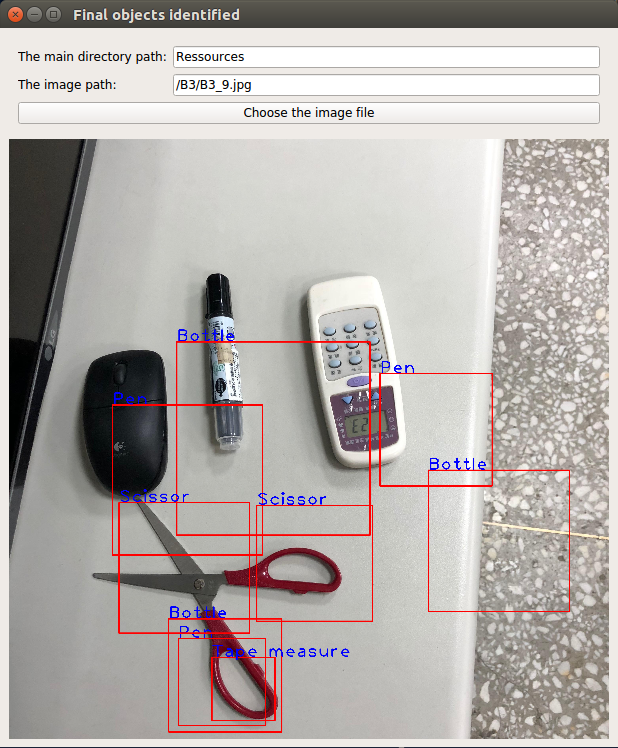 Final objects identified
The main directory path: Ressources
The image path: /B3/B3_9.jpg
Choose the image file
LG
Bottle
Pen
Pen
Bottle
Scissor
Scissor
Bottle
Pen
Tape measure